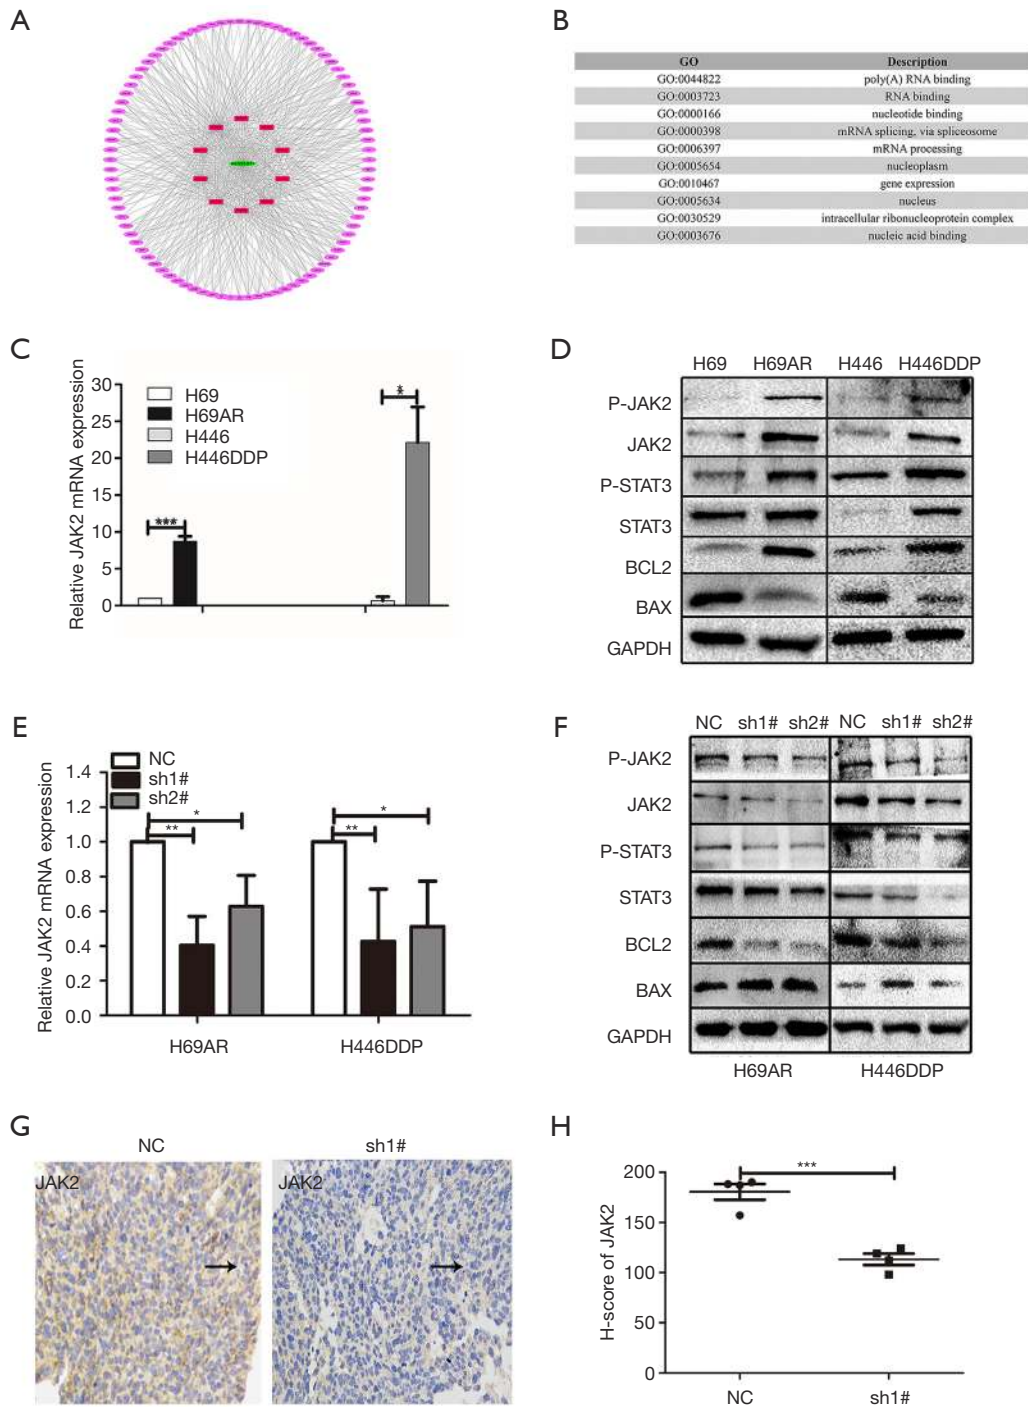 A
B
GO Description
GO:0044822 poly(A) RNA binding
GO:0003723 RNA binding
GO:0000166 nucleotide binding
GO:0000398 mRNA splicing, via spliceosome
GO:0006397 mRNA processing
GO:0005654 nucleoplasm
GO:0010467 gene expression
GO:0005634 nucleus
GO:0030529 intracellular ribonucleoprotein complex
GO:0003676 nucleic acid binding
C
Relative JAK2 mRNA expression
30
25
20
15
10
5
0
H69
H69AR
H446
H446DDP
***
*
D
H69 H69AR H446 H446DDP
P-JAK2
JAK2
P-STAT3
STAT3
BCL2
BAX
GAPDH
E
Relative JAK2 mRNA expression
1.4
1.2
1.0
0.8
0.6
0.4
0.2
0.0
NC
sh1#
sh2#
** *
** *
H69AR H446DDP
F
NC sh1# sh2# NC sh1# sh2#
P-JAK2
JAK2
P-STAT3
STAT3
BCL2
BAX
GAPDH
H69AR H446DDP
G
NC sh1#
JAK2 JAK2
H
H-score of JAK2
200
150
100
50
0
***
NC sh1#